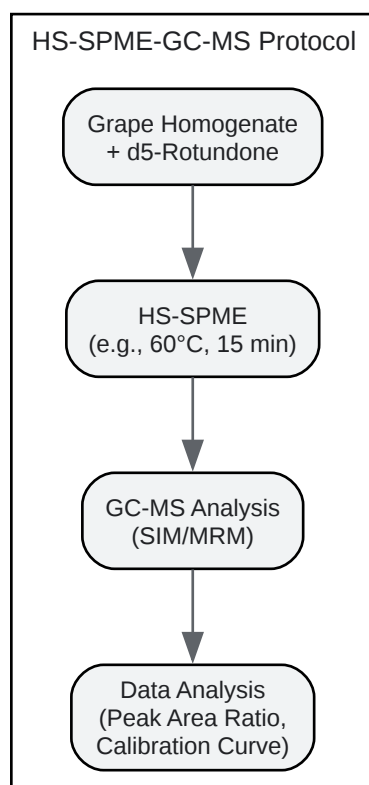 HS-SPME-GC-MS Protocol
Grape Homogenate
+ d5-Rotundone
HS-SPME
(e.g., 60°C, 15 min)
GC-MS Analysis
(SIM/MRM)
Data Analysis
(Peak Area Ratio,
Calibration Curve)